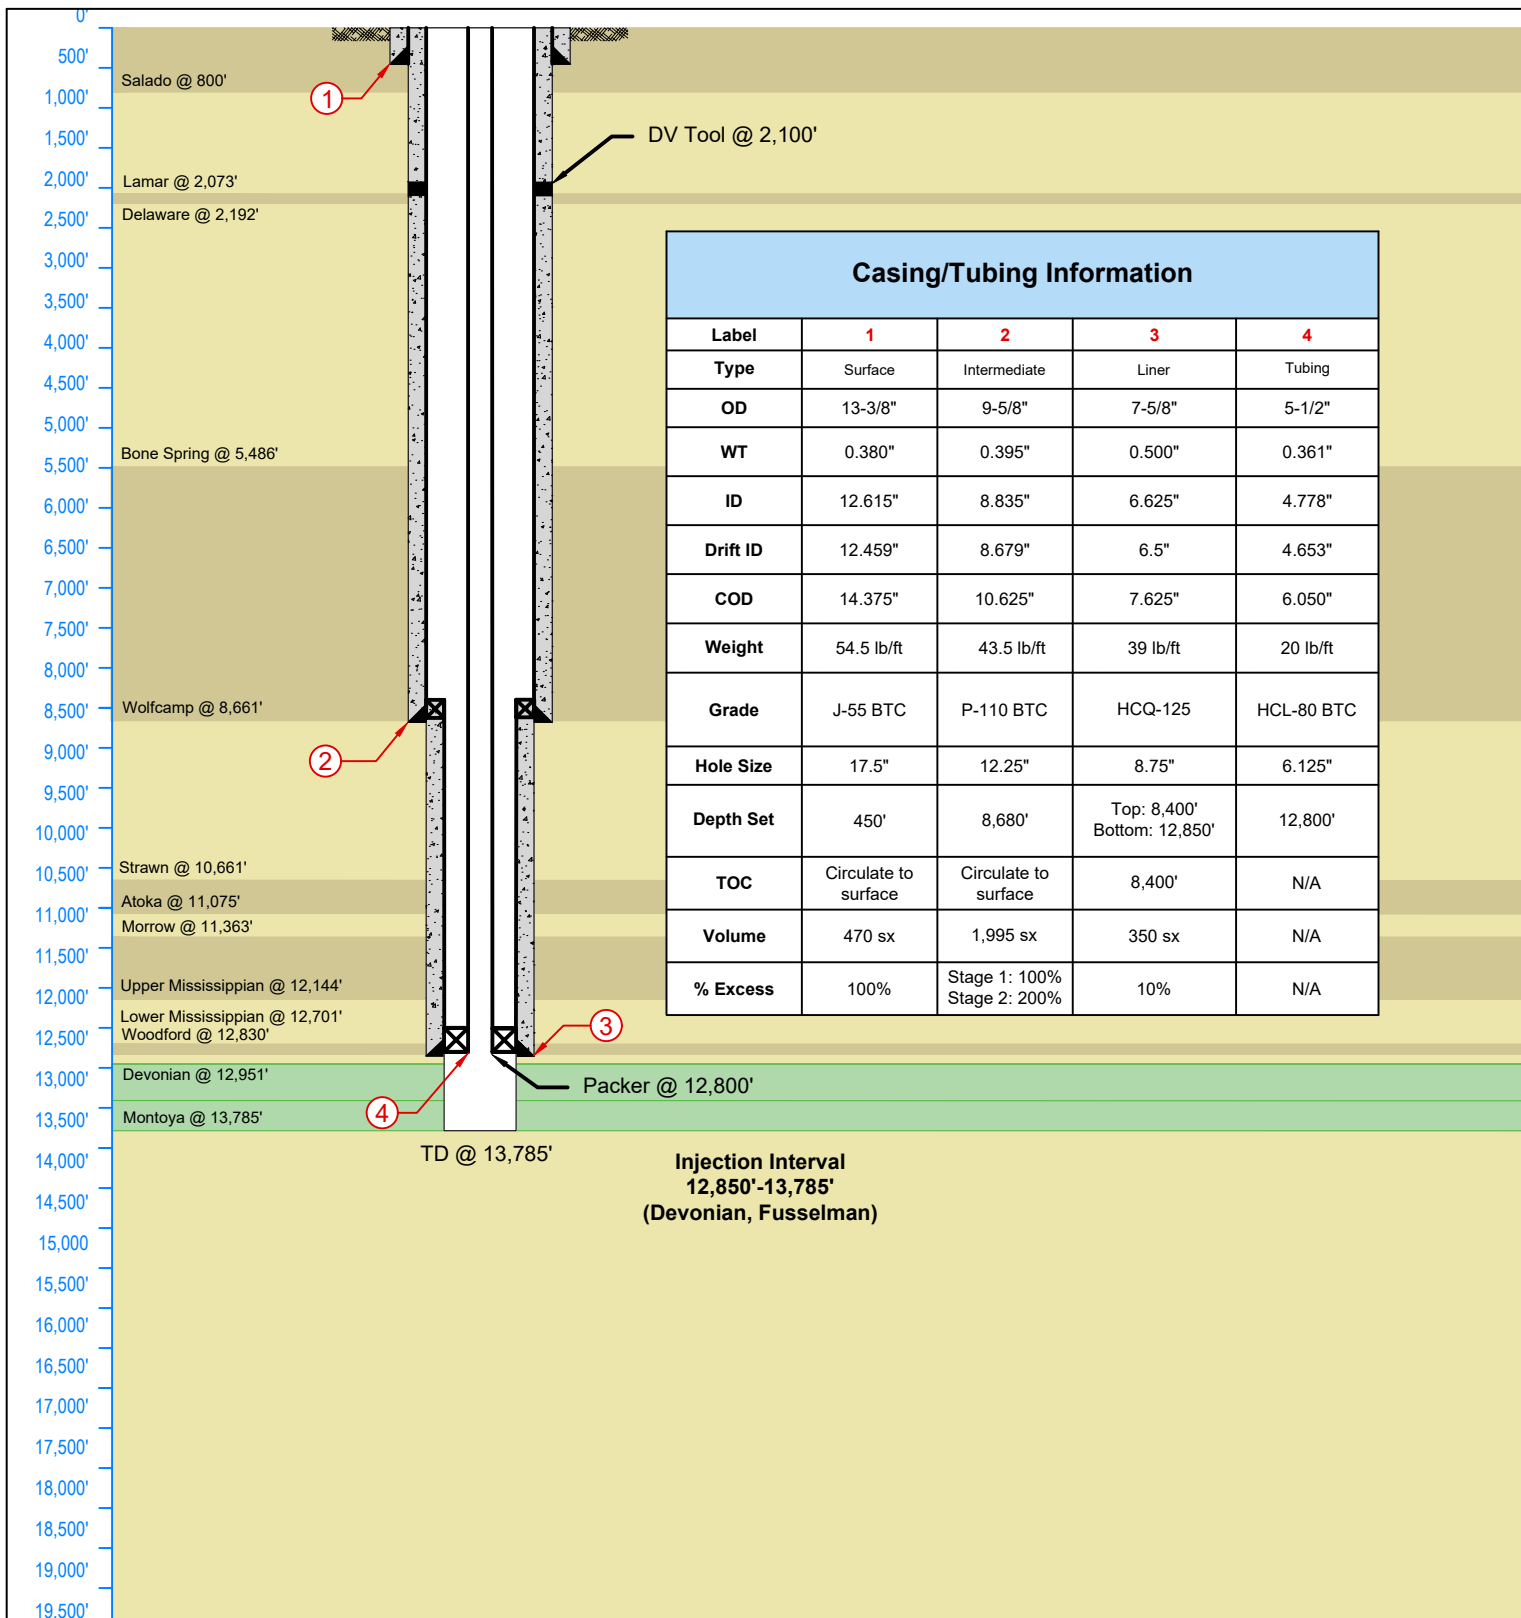 0'
500'
1,000'
1,500'
2,000'
2,500'
3,000'
3,500'
4,000'
4,500'
5,000'
5,500'
6,000'
6,500'
7,000'
7,500'
8,000'
8,500'
9,000'
9,500'
10,000'
10,500'
11,000'
11,500'
12,000'
12,500'
13,000'
13,500'
14,000'
14,500'
15,000
15,500'
16,000'
16,500'
17,000'
17,500'
18,000'
18,500'
19,000'
19,500'
Salado @ 800'
Lamar @ 2,073'
Delaware @ 2,192'
Bone Spring @ 5,486'
Wolfcamp @ 8,661'
Strawn @ 10,661'
Atoka @ 11,075'
Morrow @ 11,363'
Upper Mississippian @ 12,144'
Lower Mississippian @ 12,701'
Woodford @ 12,830'
Devonian @ 12,951'
Montoya @ 13,785'
1
2
3
4
DV Tool @ 2,100'
Packer @ 12,800'
TD @ 13,785'
Injection Interval
12,850'-13,785'
(Devonian, Fusselman)
Casing/Tubing Information
Label 1 2 3 4
Type Surface Intermediate Liner Tubing
OD 13-3/8" 9-5/8" 7-5/8" 5-1/2"
WT 0.380" 0.395" 0.500" 0.361"
ID 12.615" 8.835" 6.625" 4.778"
Drift ID 12.459" 8.679" 6.5" 4.653"
COD 14.375" 10.625" 7.625" 6.050"
Weight 54.5 lb/ft 43.5 lb/ft 39 lb/ft 20 lb/ft
Grade J-55 BTC P-110 BTC HCQ-125 HCL-80 BTC
Hole Size 17.5" 12.25" 8.75" 6.125"
Depth Set 450' 8,680' Top: 8,400' Bottom: 12,850' 12,800'
TOC Circulate to surface Circulate to surface 8,400' N/A
Volume 470 sx 1,995 sx 350 sx N/A
% Excess 100% Stage 1: 100% Stage 2: 200% 10% N/A